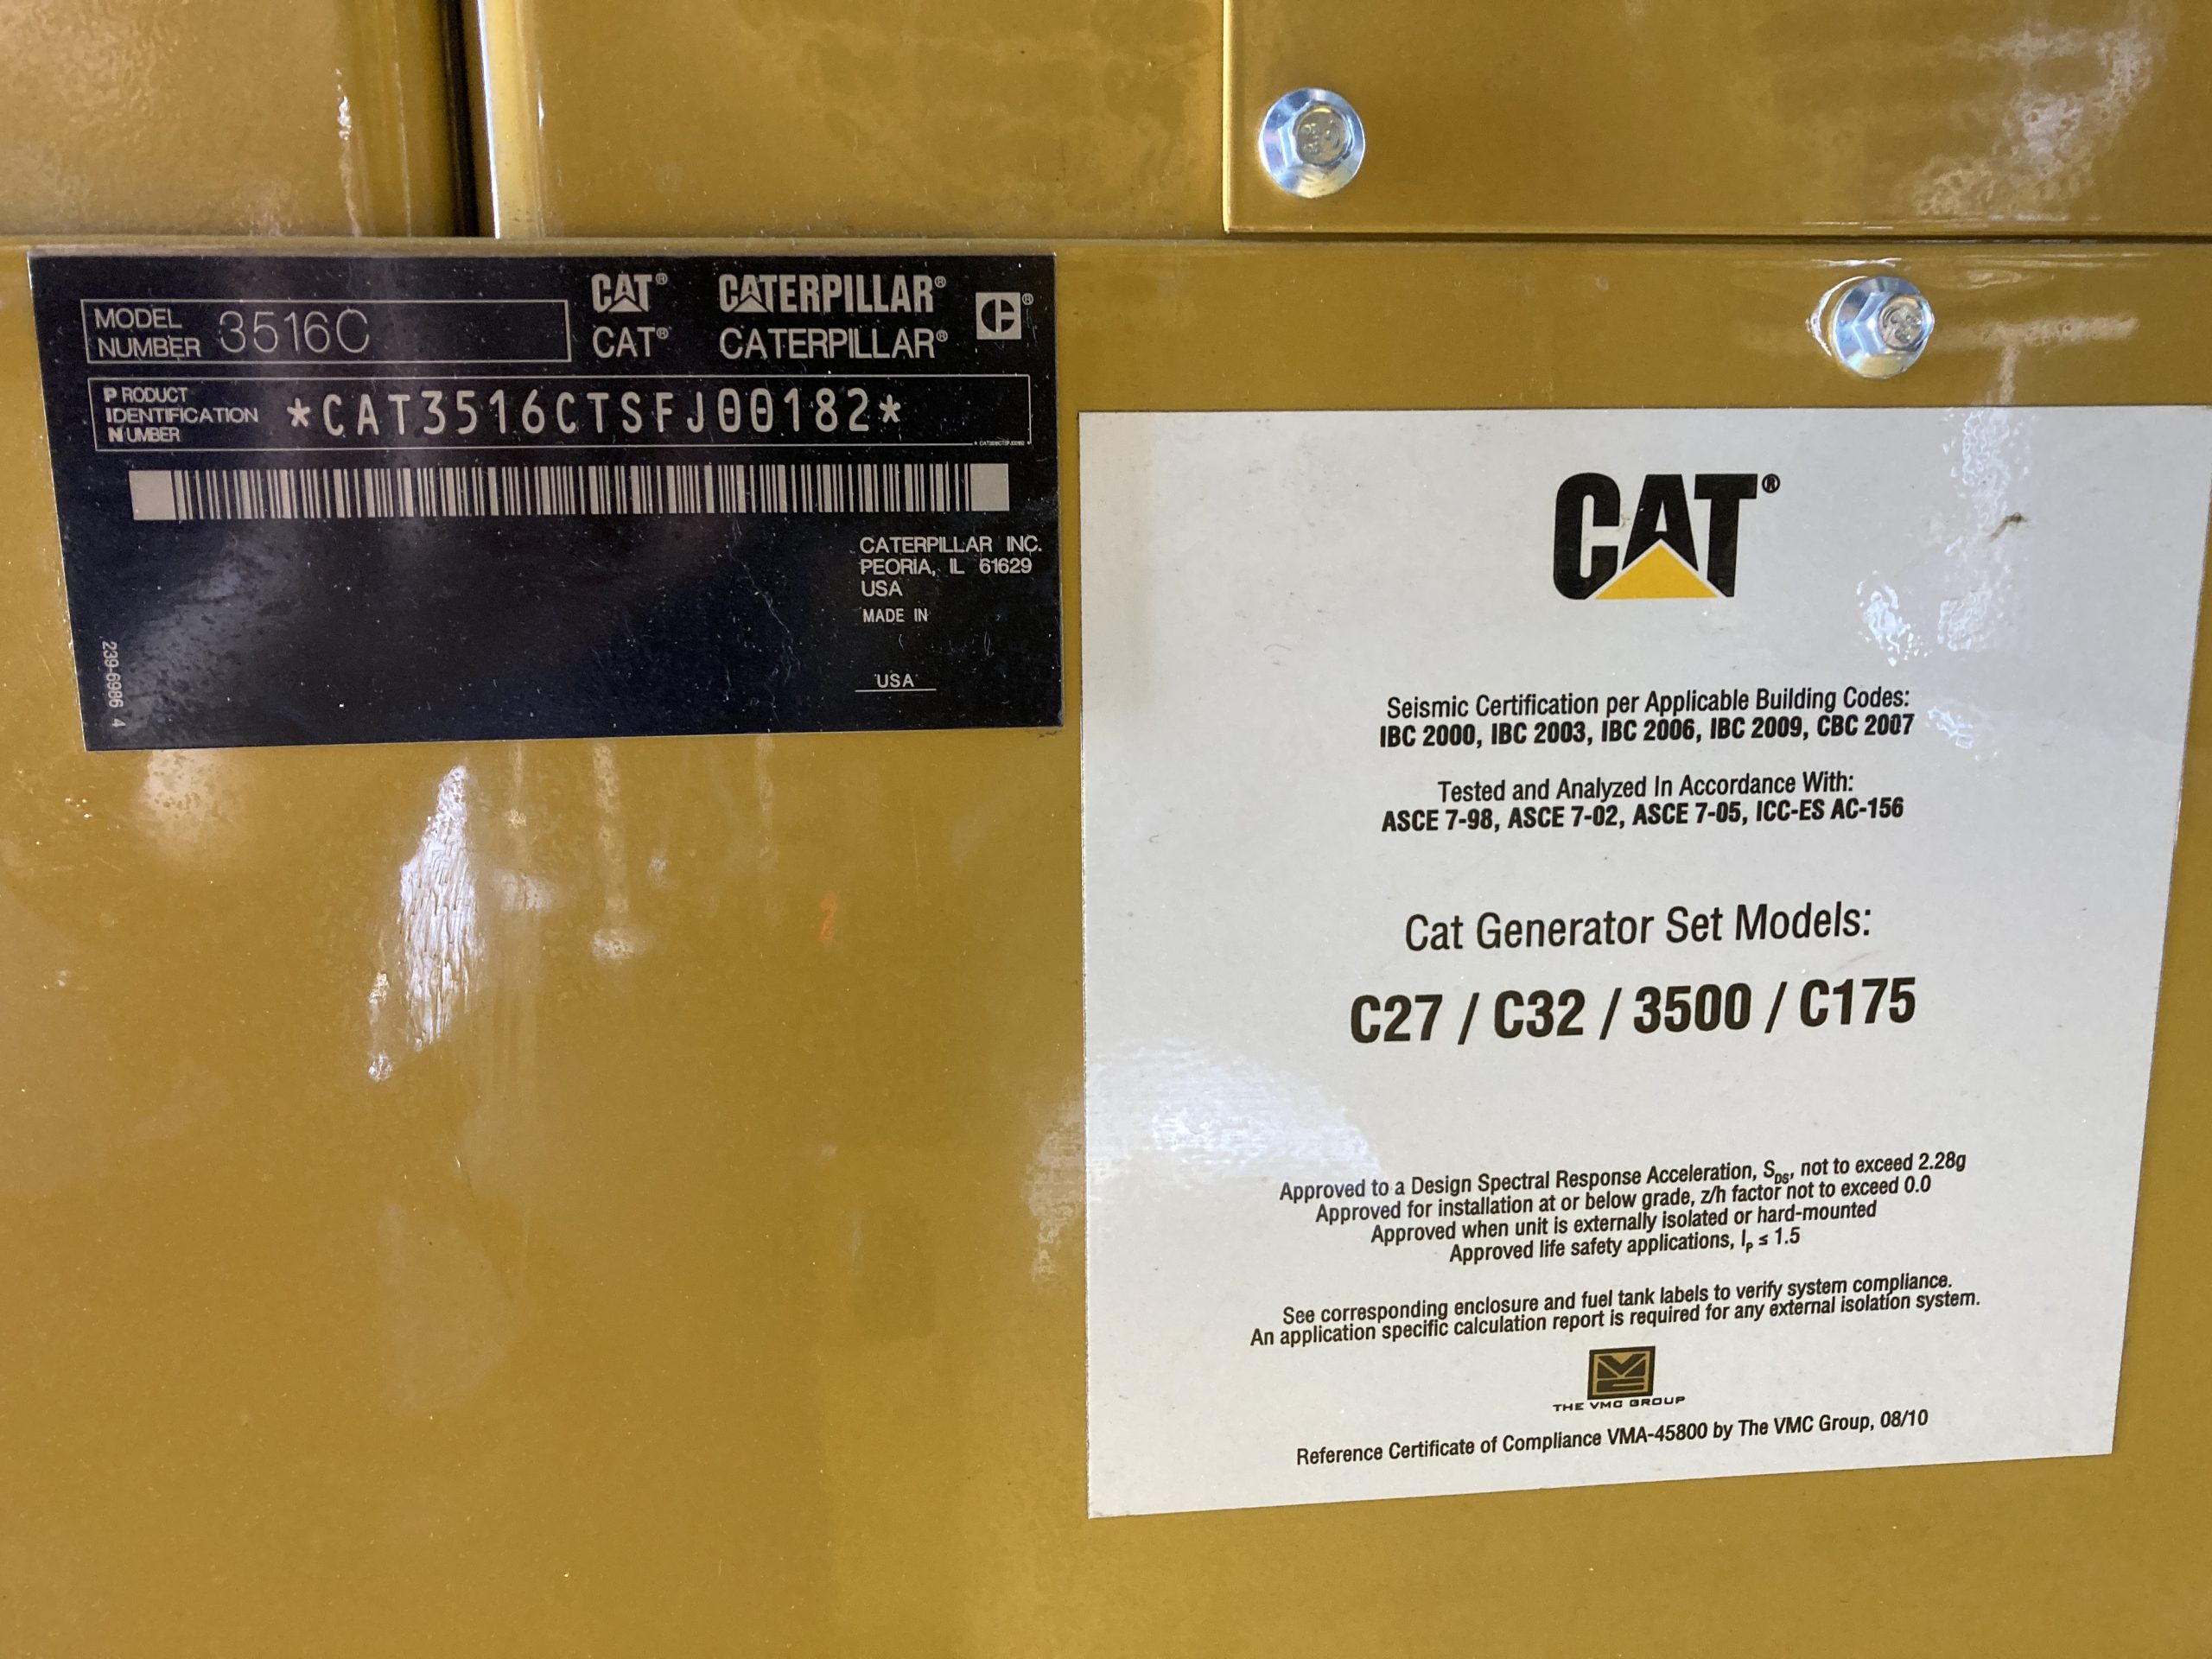 MODEL
NUMBER 3516C
CAT® CATERPILLAR®
CAT® CATERPILLAR®
PRODUCT
IDENTIFICATION
NUMBER
*CAT3516CTSFJ00182*
CATERPILLAR INC.
PEORIA, IL 61629
USA
MADE IN
USA
239-6986 4
CAT®
Seismic Certification per Applicable Building Codes:
IBC 2000, IBC 2003, IBC 2006, IBC 2009, CBC 2007
Tested and Analyzed In Accordance With:
ASCE 7-98, ASCE 7-02, ASCE 7-05, ICC-ES AC-156
Cat Generator Set Models:
C27 / C32 / 3500 / C175
Approved to a Design Spectral Response Acceleration, SDS, not to exceed 2.28g
Approved for installation at or below grade, z/h factor not to exceed 0.0
Approved when unit is externally isolated or hard-mounted
Approved life safety applications, IP ≤ 1.5
See corresponding enclosure and fuel tank labels to verify system compliance.
An application specific calculation report is required for any external isolation system.
THE VMC GROUP
Reference Certificate of Compliance VMA-45800 by The VMC Group, 08/10